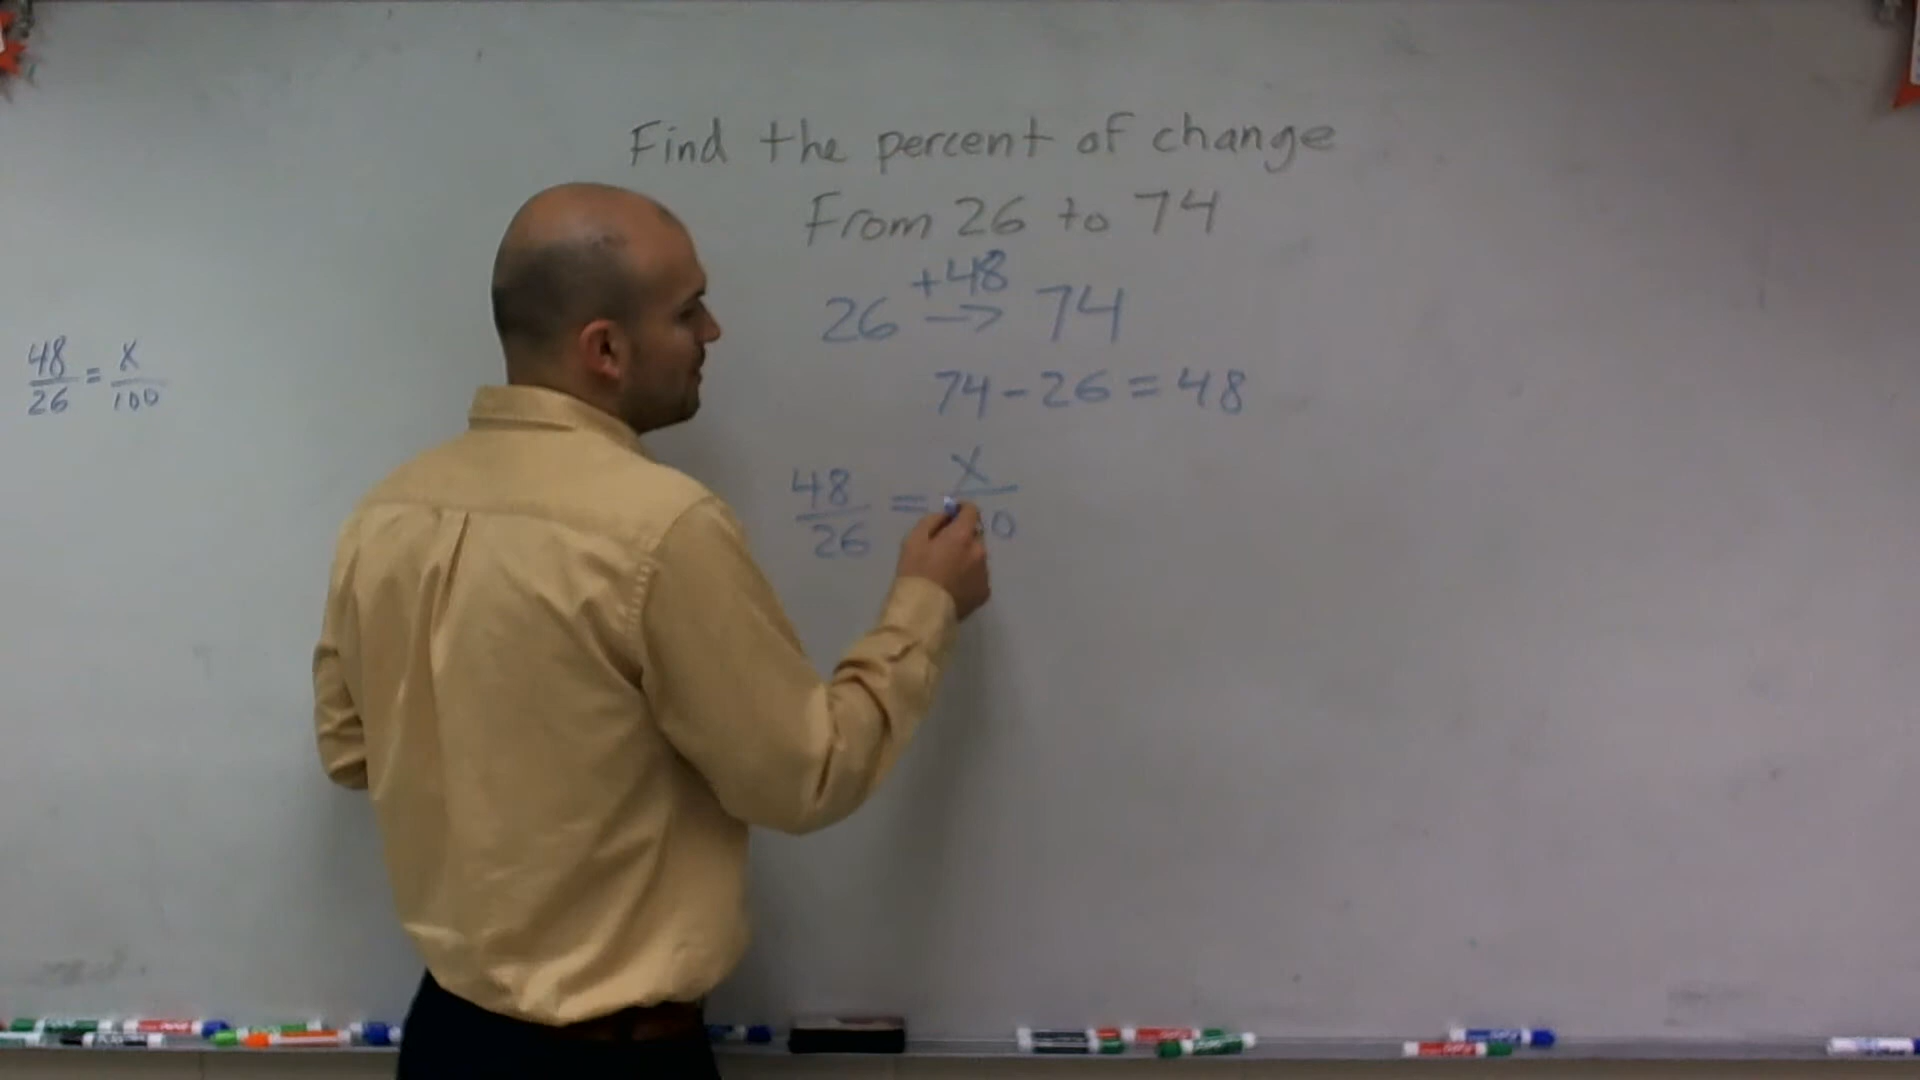 Find the percent of change
From 26 to 74
+48
26 → 74
74 - 26 = 48
48/26 = x/100
48/26 = x/ 0